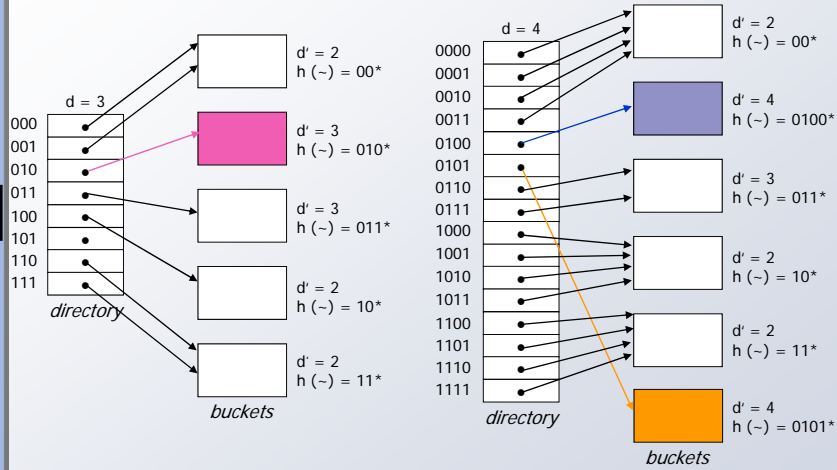 d = 3
000
001
010
011
100
101
110
111
directory
d' = 2
h (~) = 00*
d' = 3
h (~) = 010*
d' = 3
h (~) = 011*
d' = 2
h (~) = 10*
d' = 2
h (~) = 11*
buckets
d = 4
0000
0001
0010
0011
0100
0101
0110
0111
1000
1001
1010
1011
1100
1101
1110
1111
directory
d' = 2
h (~) = 00*
d' = 4
h (~) = 0100*
d' = 3
h (~) = 011*
d' = 2
h (~) = 10*
d' = 2
h (~) = 11*
d' = 4
h (~) = 0101*
buckets